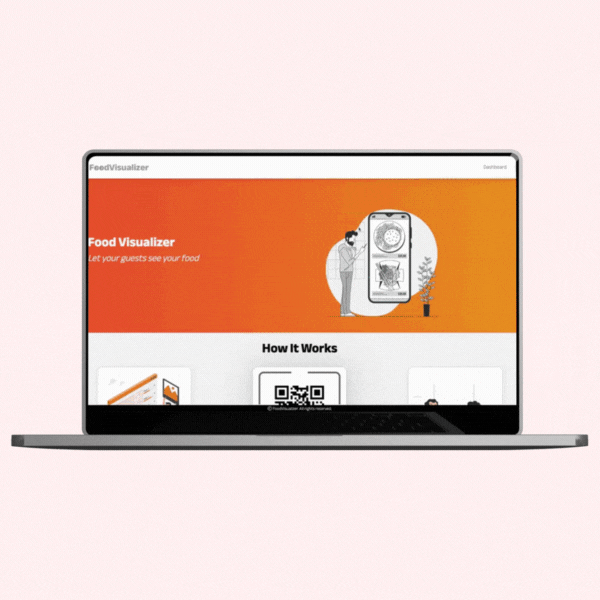 FoodVisualizer
Dashboard
Food Visualizer
Let your guests see your food
How It Works
© FoodVisualizer All rights reserved.